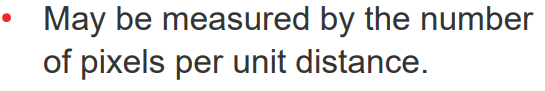 • May be measured by the number
of pixels per unit distance.